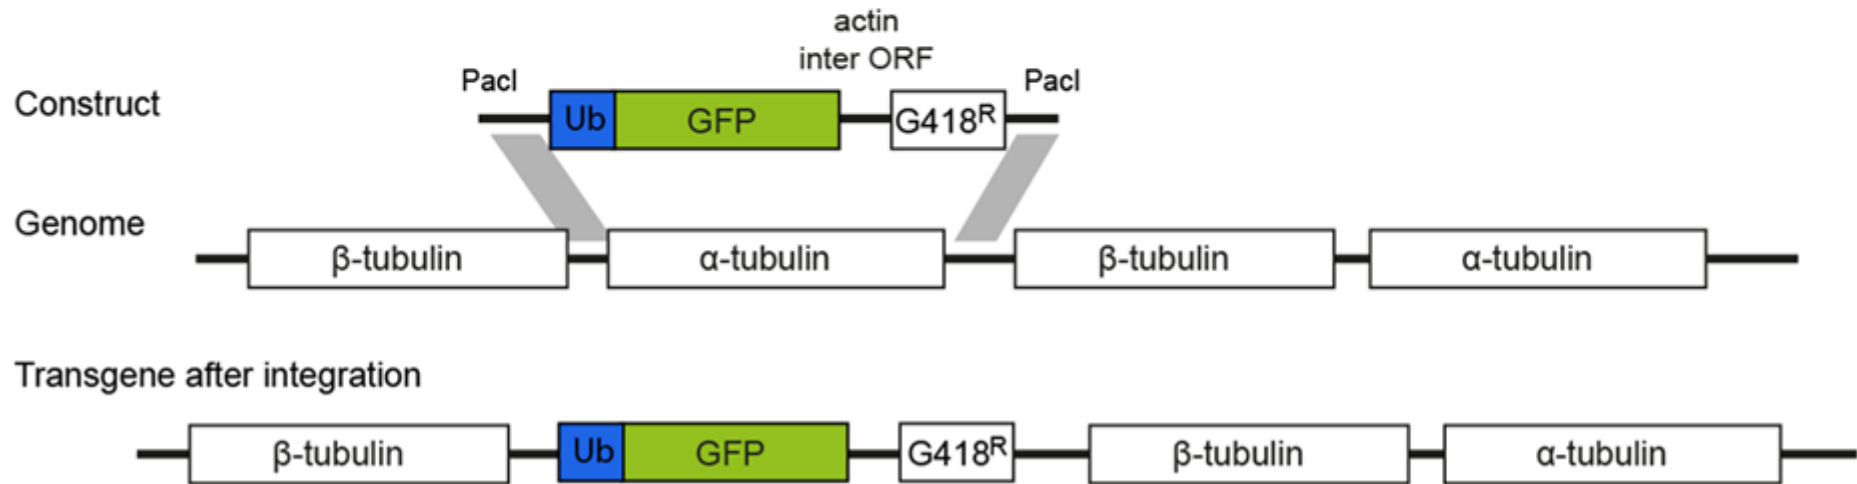 actin
inter ORF
PacI PacI
Construct Ub GFP G418ᴿ
Genome
β-tubulin α-tubulin β-tubulin α-tubulin
Transgene after integration
β-tubulin Ub GFP G418ᴿ β-tubulin α-tubulin